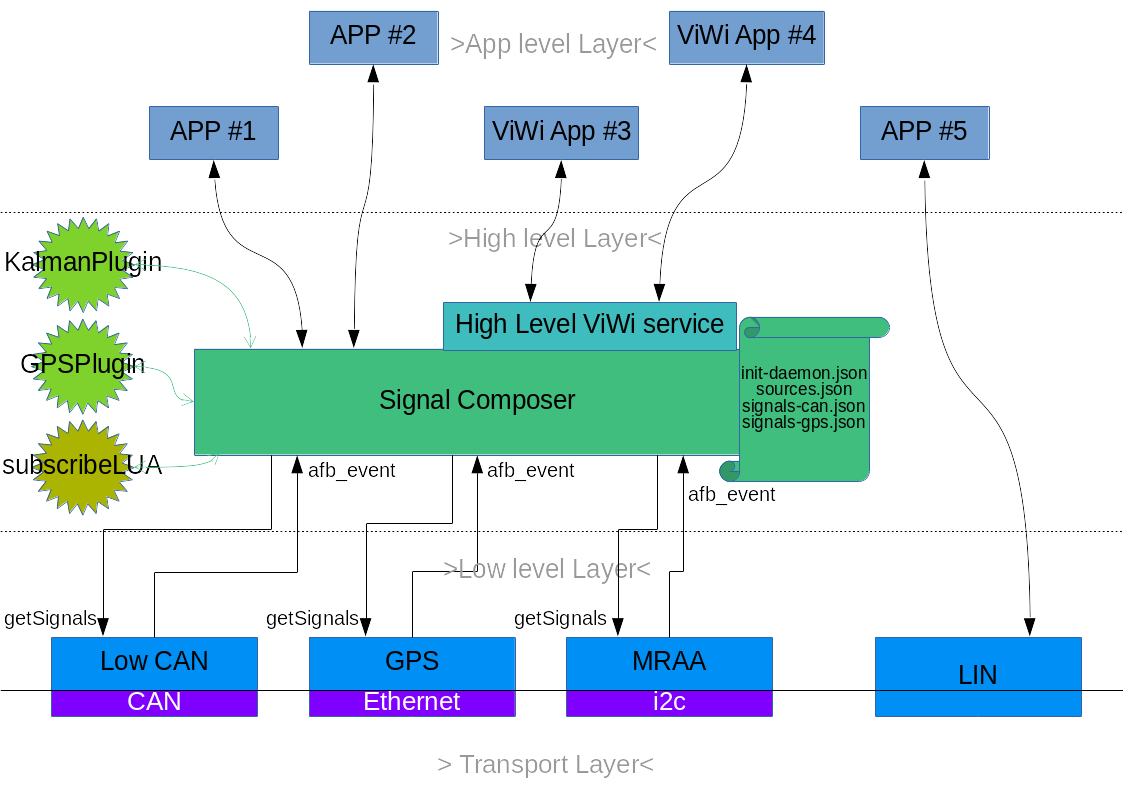 APP #2
>App level Layer<
ViWi App #4
APP #1
ViWi App #3
APP #5
>High level Layer<
KalmanPlugin
High Level ViWi service
GPSPlugin
Signal Composer
init-daemon.json
sources.json
signals-can.json
signals-gps.json
subscribeLUA
afb_event
afb_event
afb_event
>Low level Layer<
getSignals
getSignals
getSignals
Low CAN
GPS
MRAA
LIN
CAN
Ethernet
i2c
> Transport Layer<